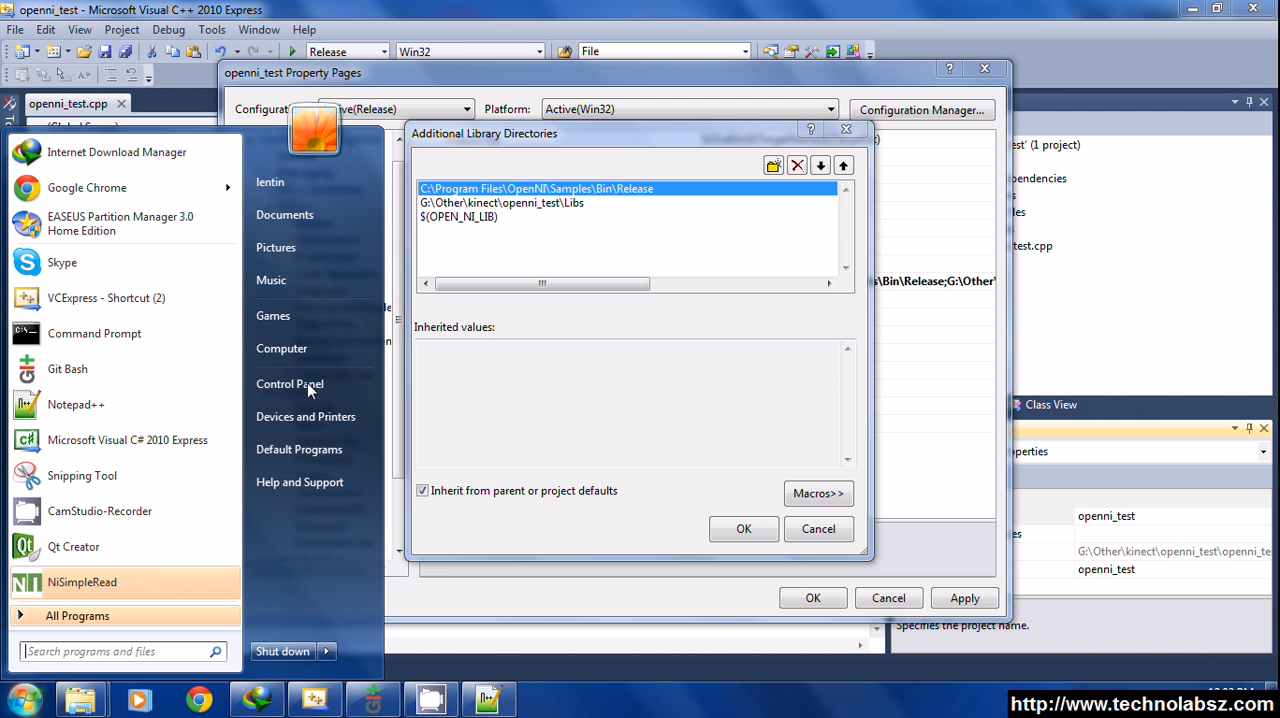 openni_test - Microsoft Visual C++ 2010 Express
File Edit View Project Debug Tools Window Help
Release Win32 File
openni_test Property Pages
openni_test.cpp
Platform: Active(Win32) Configuration Manager...
Additional Library Directories
C:\Program Files\OpenNI\Samples\Bin\Release
G:\Other\kinect\openni_test\Libs
$(OPEN_NI_LIB)
Inherited values:
Inherit from parent or project defaults
Macros>>
OK Cancel
OK Cancel Apply
Internet Download Manager
Google Chrome
EASEUS Partition Manager 3.0
Home Edition
Skype
VCExpress - Shortcut (2)
Command Prompt
Git Bash
Notepad++
Microsoft Visual C# 2010 Express
Snipping Tool
CamStudio-Recorder
Qt Creator
NiSimpleRead
All Programs
Search programs and files
lentin
Documents
Pictures
Music
Games
Computer
Control Panel
Devices and Printers
Default Programs
Help and Support
Shut down
(1 project)
test.cpp
s\Bin\Release;G:\Other\
Class View
openni_test
G:\Other\kinect\openni_test\openni_te
openni_test
Specifies the project name.
http://www.technolabsz.com